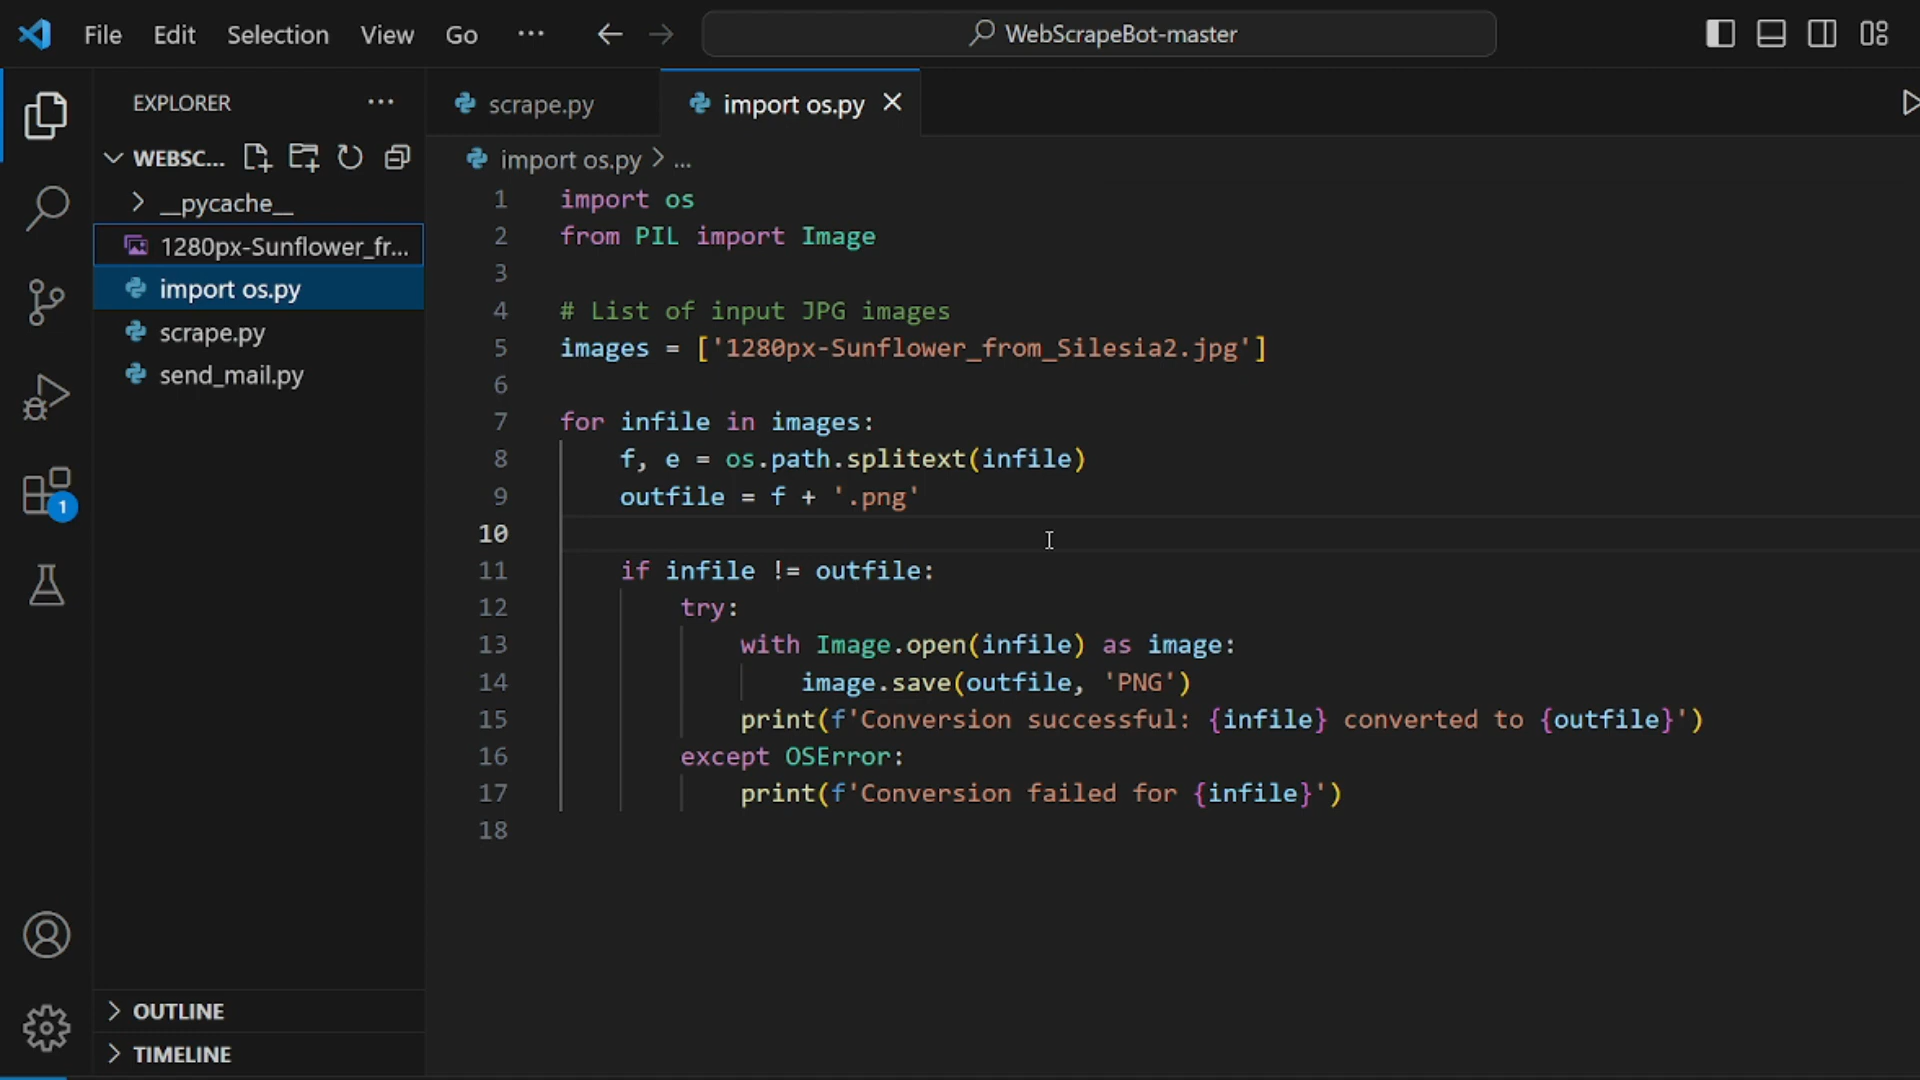 File Edit Selection View Go ··· WebScrapeBot-master
EXPLORER ···
scrape.py import os.py
WEBSC...
import os.py > ...
__pycache__
1280px-Sunflower_fr...
import os.py
scrape.py
send_mail.py
1
1 import os
2 from PIL import Image
3
4 # List of input JPG images
5 images = ['1280px-Sunflower_from_Silesia2.jpg']
6
7 for infile in images:
8 f, e = os.path.splitext(infile)
9 outfile = f + '.png'
10
11 if infile != outfile:
12 try:
13 with Image.open(infile) as image:
14 image.save(outfile, 'PNG')
15 print(f'Conversion successful: {infile} converted to {outfile}')
16 except OSError:
17 print(f'Conversion failed for {infile}')
18
OUTLINE
TIMELINE